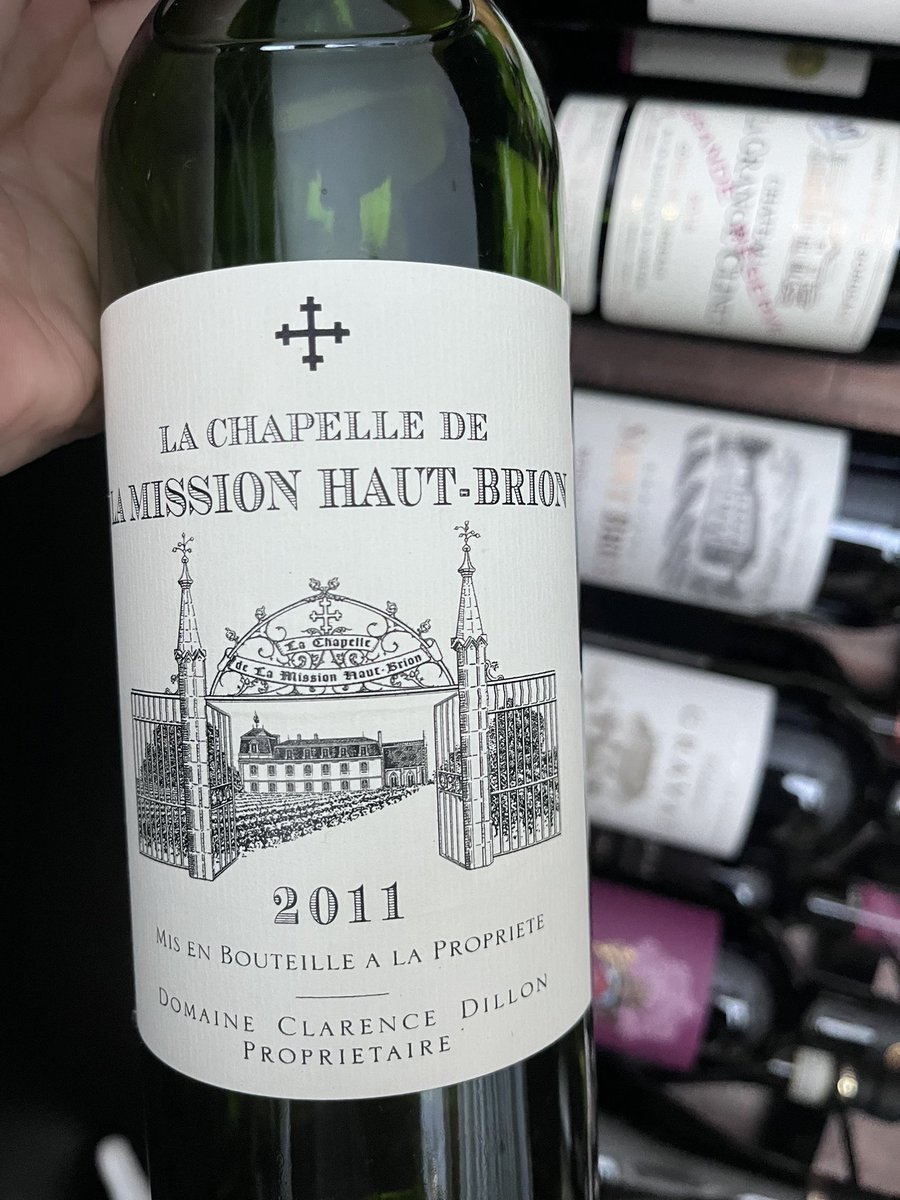 LA CHAPELLE DE
LA MISSION HAUT-BRION
La Chapelle
de La Mission Haut-Brion
2011
MIS EN BOUTEILLE A LA PROPRIETE
DOMAINE CLARENCE DILLON
PROPRIETAIRE